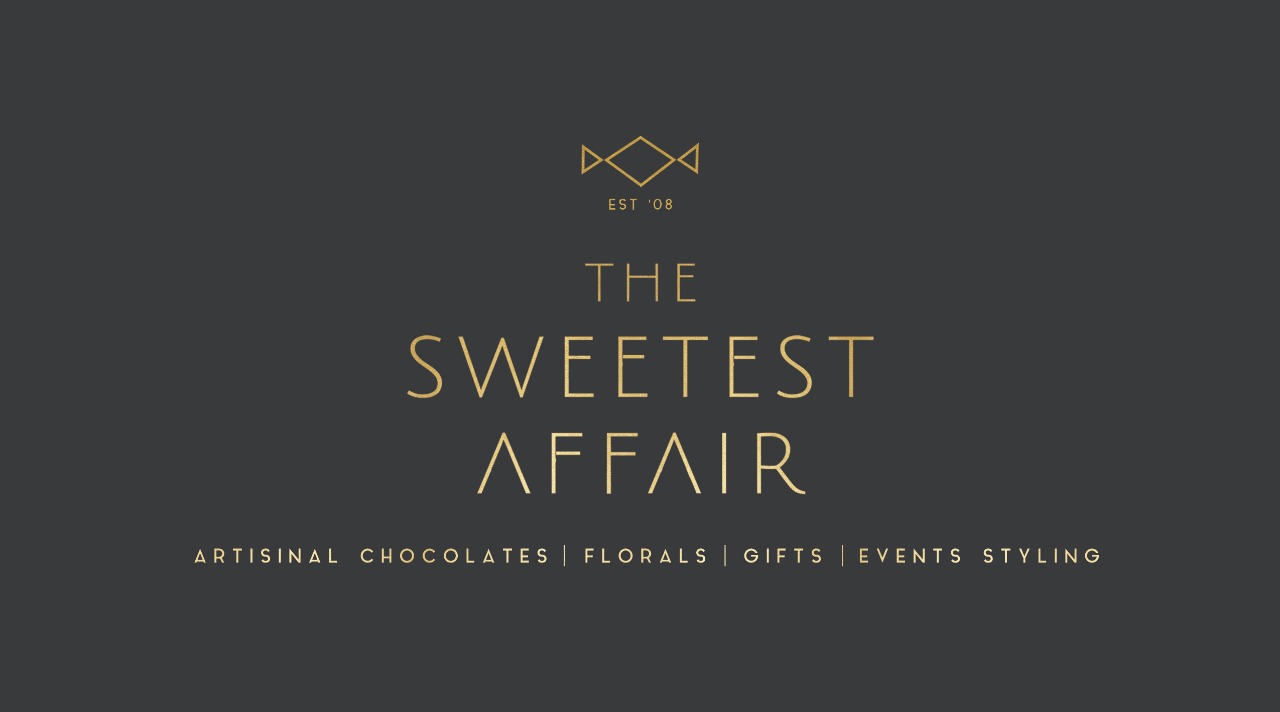 EST '08
THE
SWEETEST
AFFAIR
ARTISINAL CHOCOLATES | FLORALS | GIFTS | EVENTS STYLING